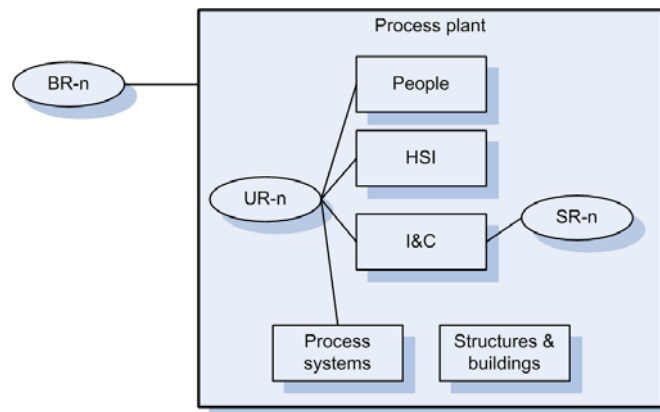 Process plant
BR-n
People
HSI
UR-n
SR-n
I&C
Process
systems
Structures &
buildings